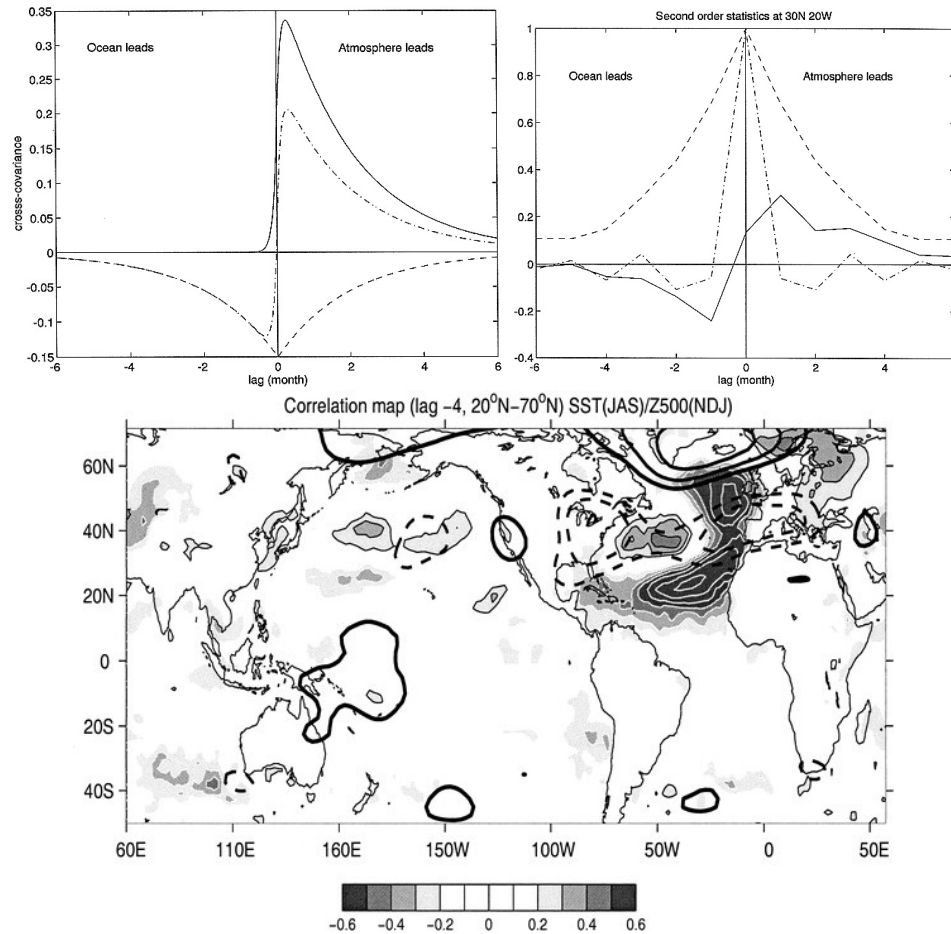 Ocean leads
Atmosphere leads
crosss-covariance
0.35
0.3
0.25
0.2
0.15
0.1
0.05
0
-0.05
-0.1
-0.15
-6 -4 -2 0 2 4 6
lag (month)
Second order statistics at 30N 20W
Ocean leads
Atmosphere leads
1
0.8
0.6
0.4
0.2
0
-0.2
-0.4
-6 -4 -2 0 2 4
lag (month)
Correlation map (lag −4, 20°N−70°N) SST(JAS)/Z500(NDJ)
60N
40N
20N
0
20S
40S
60E 110E 160E 150W 100W 50W 0 50E
−0.6 −0.4 −0.2 0 0.2 0.4 0.6